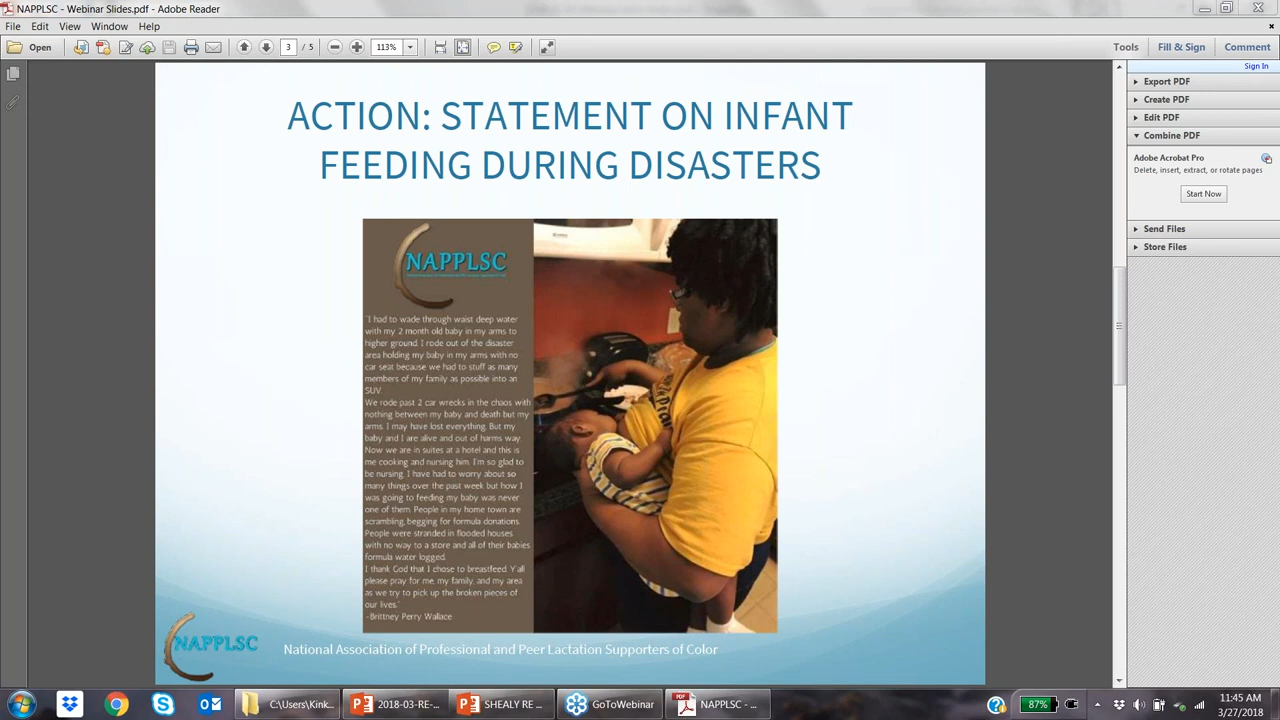 NAPPLSC - Webinar Slides.pdf - Adobe Reader
File Edit View Window Help
Open 3 / 5 113% Tools Fill & Sign Comment
Sign In
Export PDF
Create PDF
Edit PDF
Combine PDF
Adobe Acrobat Pro
Delete, insert, extract, or rotate pages.
Start Now
Send Files
Store Files
ACTION: STATEMENT ON INFANT
FEEDING DURING DISASTERS
NAPPLSC
"I had to wade through waist deep water
with my 2 month old baby in my arms to
higher ground. I rode out of the disaster
area holding my baby in my arms with no
car seat because we had to stuff as many
members of my family as possible into an
SUV
We rode past 2 car wrecks in the chaos with
nothing between my baby and death but my
arms. I may have lost everything. But my
baby and I are alive and out of harms way.
Now we are in suites at a hotel and this is
me cooking and nursing him. I'm so glad to
be nursing. I have had to worry about so
many things over the past week but how I
was going to feeding my baby was never
one of them. People in my home town are
scrambling, begging for formula donations.
People were stranded in flooded houses
with no way to a store and all of their babies
formula water logged.
I thank God that I chose to breastfeed. Y'all
please pray for me, my family, and my area
as we try to pick up the broken pieces of
our lives."
-Brittney Perry Wallace
NAPPLSC
National Association of Professional and Peer Lactation Supporters of Color
C:\Users\Kink... 2018-03-RE-... SHEALY RE ... GoToWebinar NAPPLSC - ... 87% 11:45 AM
3/27/2018